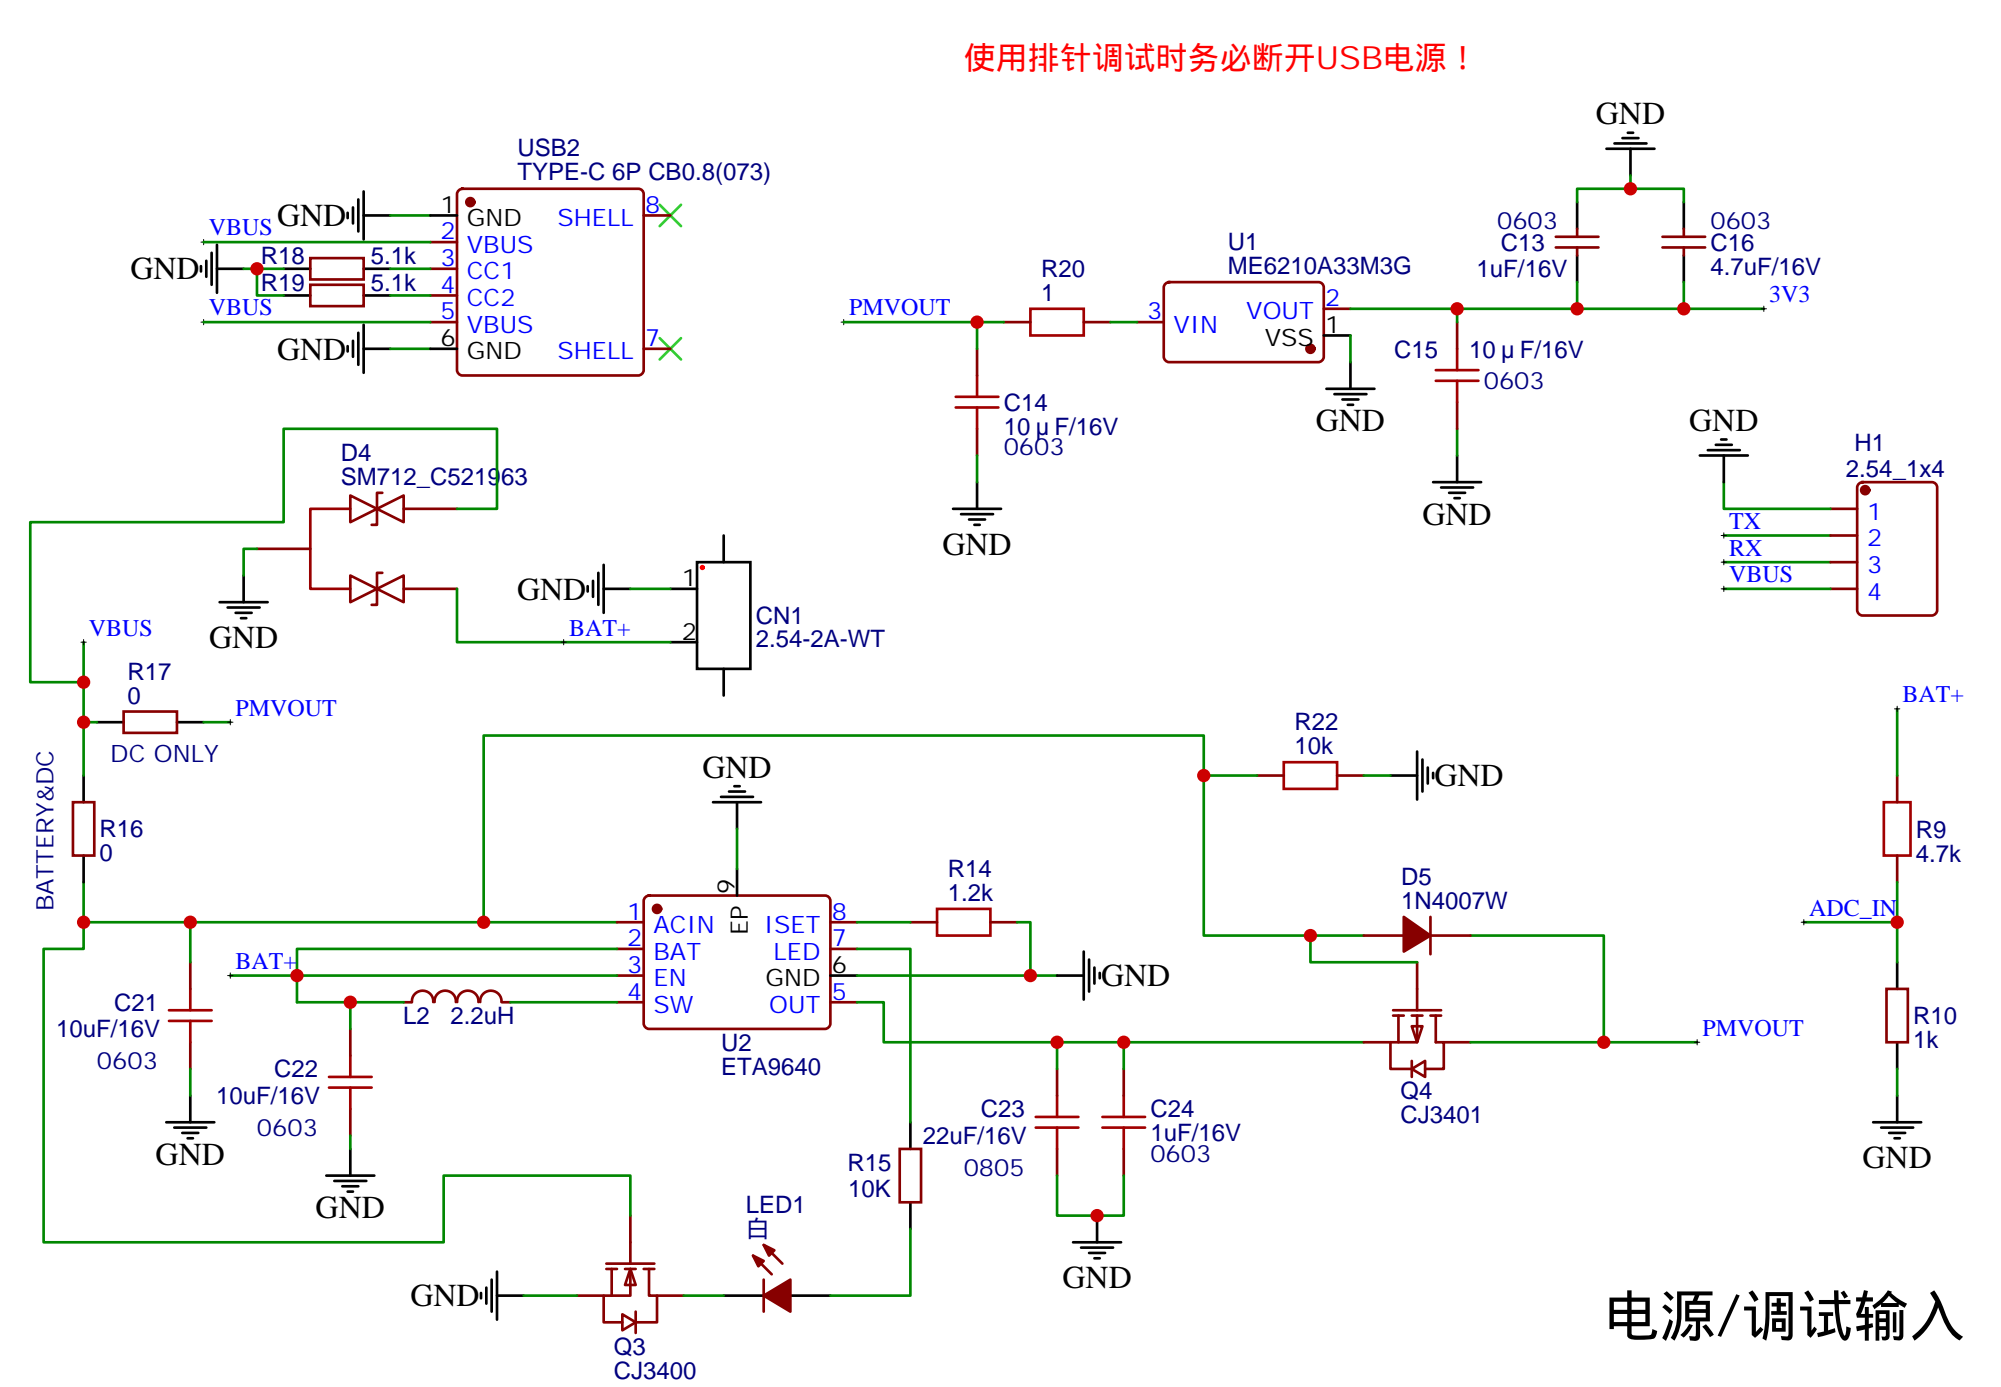 使用排针调试时务必断开USB电源！
USB2
TYPE-C 6P CB0.8(073)
GND
VBUS
GND
R18
5.1k
R19
5.1k
VBUS
GND
1
2
3
4
5
6
GND
VBUS
CC1
CC2
VBUS
GND
SHELL
SHELL
8
7
PMVOUT
R20
1
U1
ME6210A33M3G
3
VIN
VOUT
VSS
2
1
GND
C14
10µF/16V
0603
GND
C15
10µF/16V
0603
GND
GND
0603
C13
1uF/16V
0603
C16
4.7uF/16V
3V3
GND
H1
2.54_1x4
TX
RX
VBUS
1
2
3
4
D4
SM712_C521963
GND
GND
BAT+
1
2
CN1
2.54-2A-WT
VBUS
R17
0
PMVOUT
DC ONLY
BATTERY&DC
R16
0
GND
R22
10k
GND
BAT+
R9
4.7k
ADC_IN
R10
1k
GND
9
EP
1
2
3
4
ACIN
BAT
EN
SW
ISET
LED
GND
OUT
8
7
6
5
U2
ETA9640
R14
1.2k
GND
BAT+
C21
10uF/16V
0603
GND
L2
2.2uH
C22
10uF/16V
0603
GND
D5
1N4007W
Q4
CJ3401
PMVOUT
C23
22uF/16V
0805
C24
1uF/16V
0603
GND
R15
10K
LED1
白
GND
Q3
CJ3400
电源/调试输入